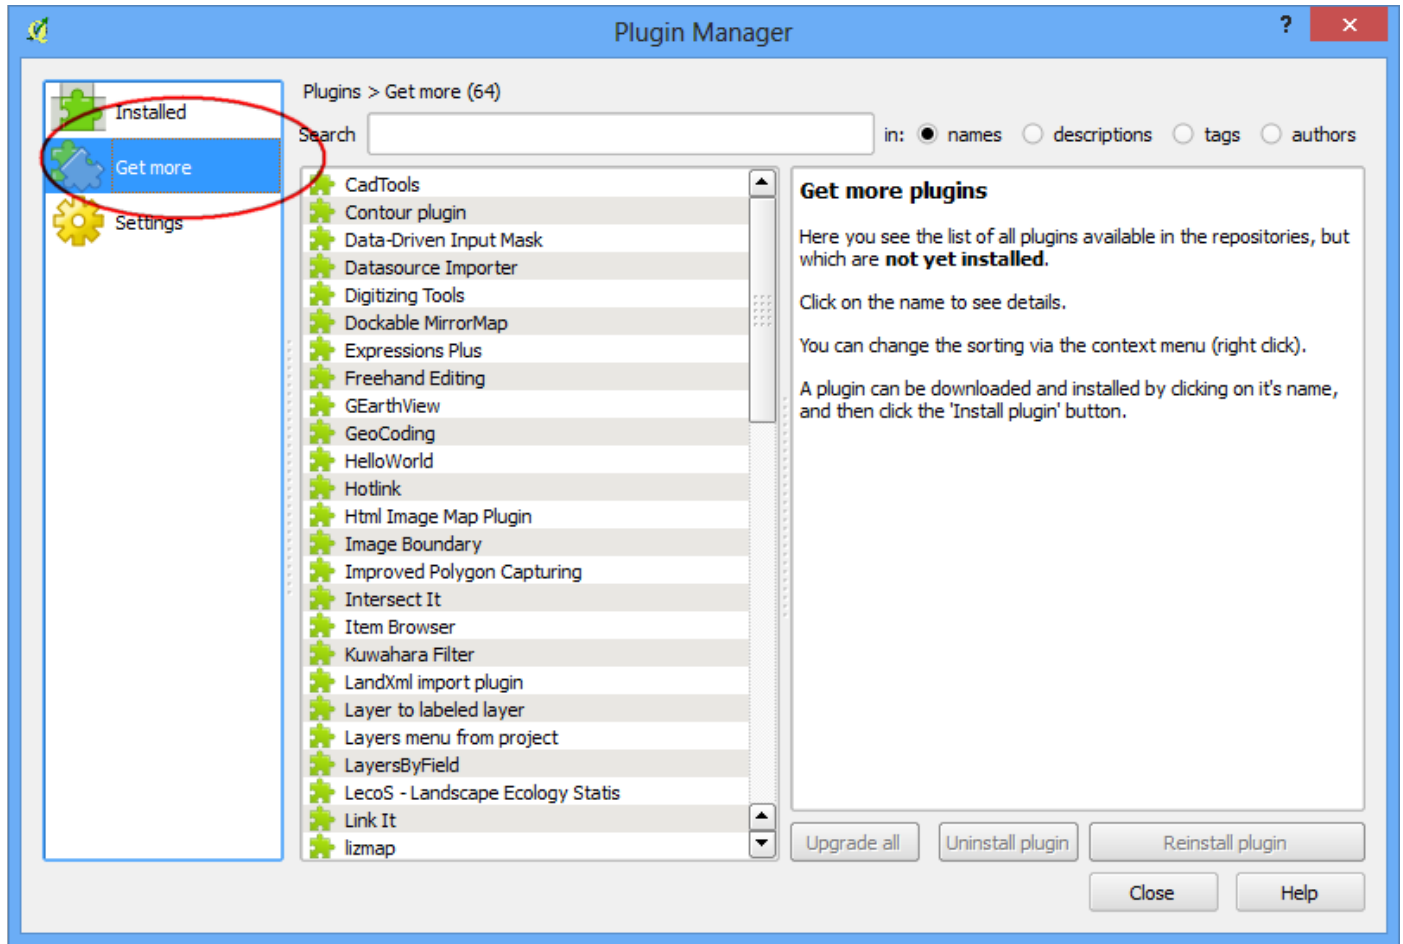 Plugin Manager
?
Installed
Get more
Settings
Plugins > Get more (64)
Search
in: names descriptions tags authors
CadTools
Contour plugin
Data-Driven Input Mask
Datasource Importer
Digitizing Tools
Dockable MirrorMap
Expressions Plus
Freehand Editing
GEarthView
GeoCoding
HelloWorld
Hotlink
Html Image Map Plugin
Image Boundary
Improved Polygon Capturing
Intersect It
Item Browser
Kuwahara Filter
LandXml import plugin
Layer to labeled layer
Layers menu from project
LayersByField
LecoS - Landscape Ecology Statis
Link It
lizmap
Get more plugins
Here you see the list of all plugins available in the repositories, but
which are not yet installed.
Click on the name to see details.
You can change the sorting via the context menu (right click).
A plugin can be downloaded and installed by clicking on it's name,
and then click the 'Install plugin' button.
Upgrade all
Uninstall plugin
Reinstall plugin
Close
Help